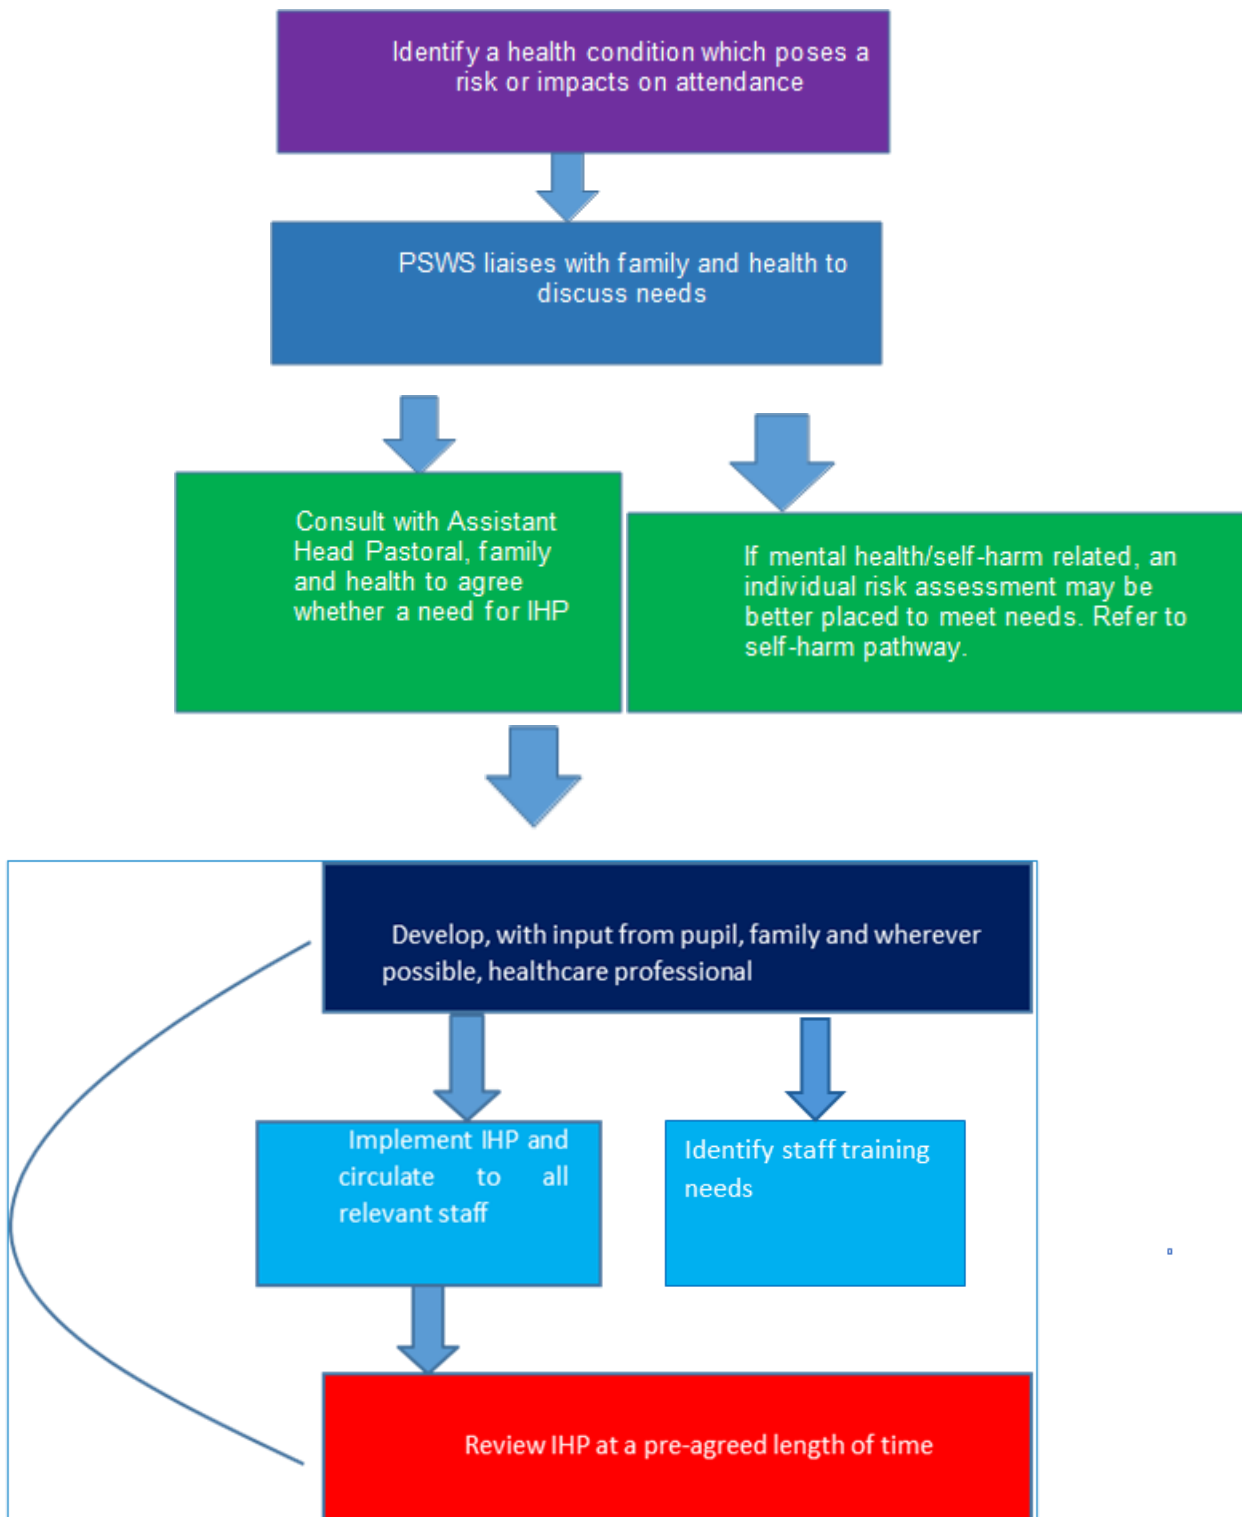 Identify a health condition which poses a
risk or impacts on attendance
PSWS liaises with family and health to
discuss needs
Consult with Assistant
Head Pastoral, family
and health to agree
whether a need for IHP
If mental health/self-harm related, an
individual risk assessment may be
better placed to meet needs. Refer to
self-harm pathway.
Develop, with input from pupil, family and wherever
possible, healthcare professional
Implement IHP and
circulate to all
relevant staff
Identify staff training
needs
Review IHP at a pre-agreed length of time